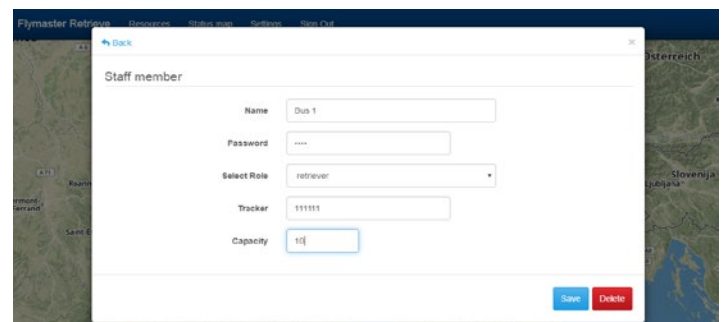 Flymaster Retrieve Resources Status map Settings Sign Out
Back ×
Österreich
Staff member
Name Bus 1
Password ····
A 71
Select Role retriever
Slovenija
Ljubljana
Tracker 111111
Capacity 10
Save Delete